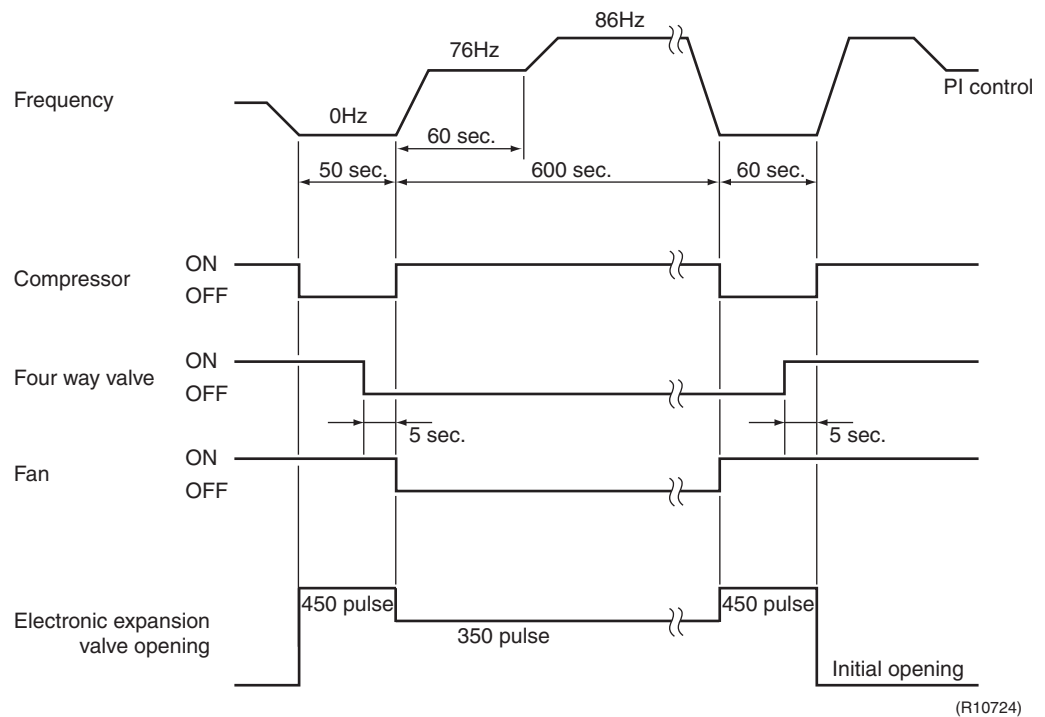 86Hz
76Hz
Frequency
PI control
0Hz
60 sec.
50 sec.
600 sec.
60 sec.
Compressor
ON
OFF
Four way valve
ON
OFF
5 sec.
5 sec.
Fan
ON
OFF
Electronic expansion
valve opening
450 pulse
350 pulse
450 pulse
Initial opening
(R10724)